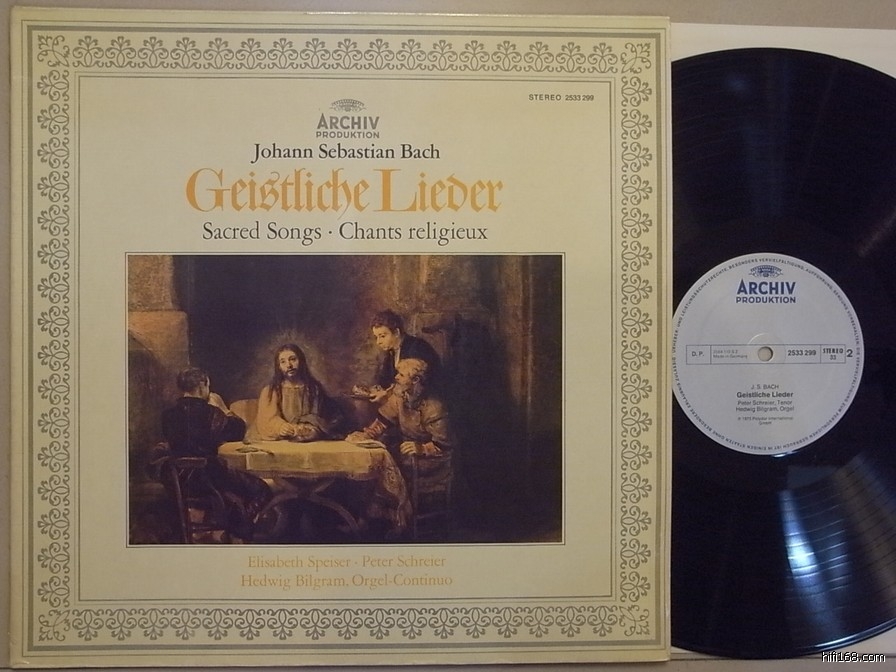 STEREO 2533 299
ARCHIV
PRODUKTION
Johann Sebastian Bach
Geistliche Lieder
Sacred Songs · Chants religieux
Elisabeth Speiser · Peter Schreier
Hedwig Bilgram, Orgel-Continuo
ARCHIV
PRODUKTION
D.P.
2533 299
STEREO
33
2
J. S. BACH
Geistliche Lieder
Peter Schreier, Tenor
Hedwig Bilgram, Orgel
hifi168.com